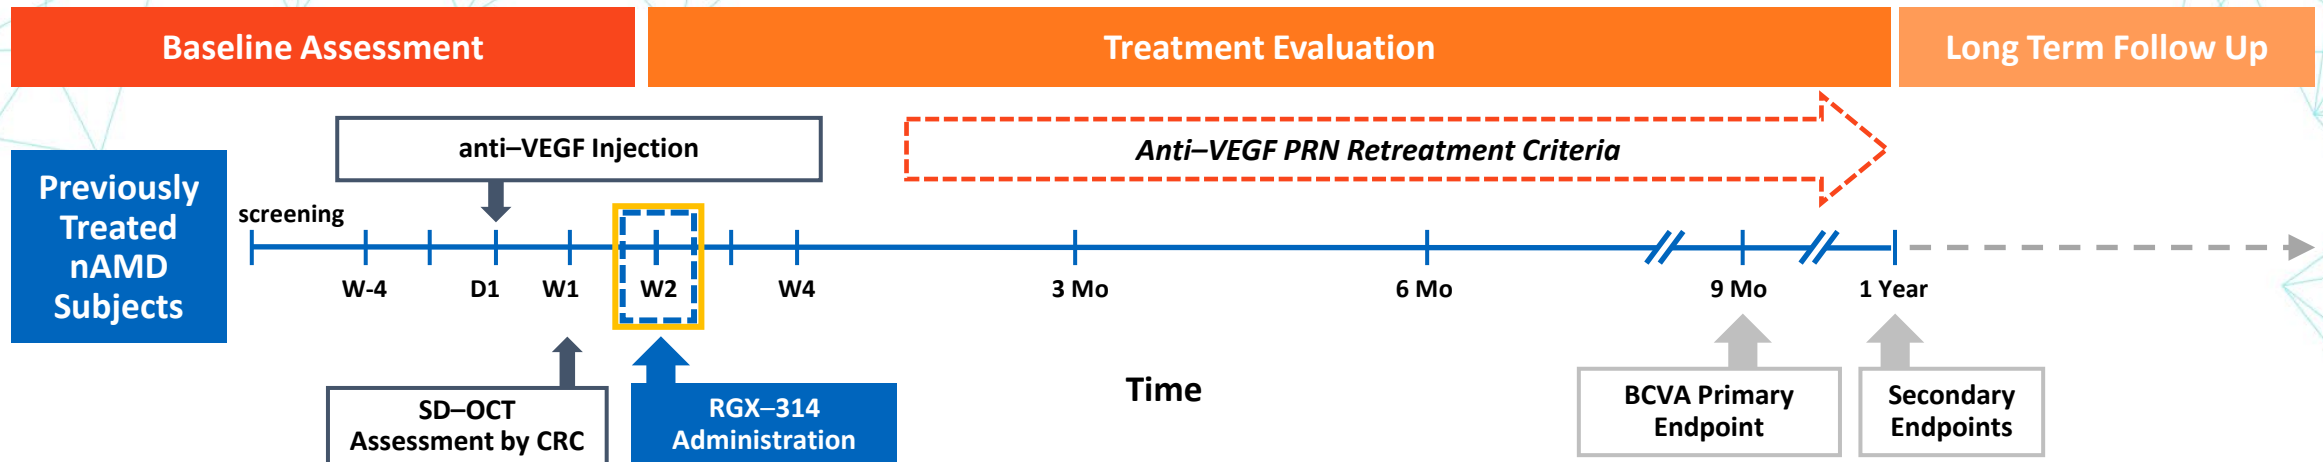 Baseline Assessment
Treatment Evaluation
Long Term Follow Up
anti–VEGF Injection
Anti–VEGF PRN Retreatment Criteria
Previously
Treated
nAMD
Subjects
screening
W-4
D1
W1
W2
W4
3 Mo
6 Mo
9 Mo
1 Year
SD–OCT
Assessment by CRC
RGX–314
Administration
Time
BCVA Primary
Endpoint
Secondary
Endpoints